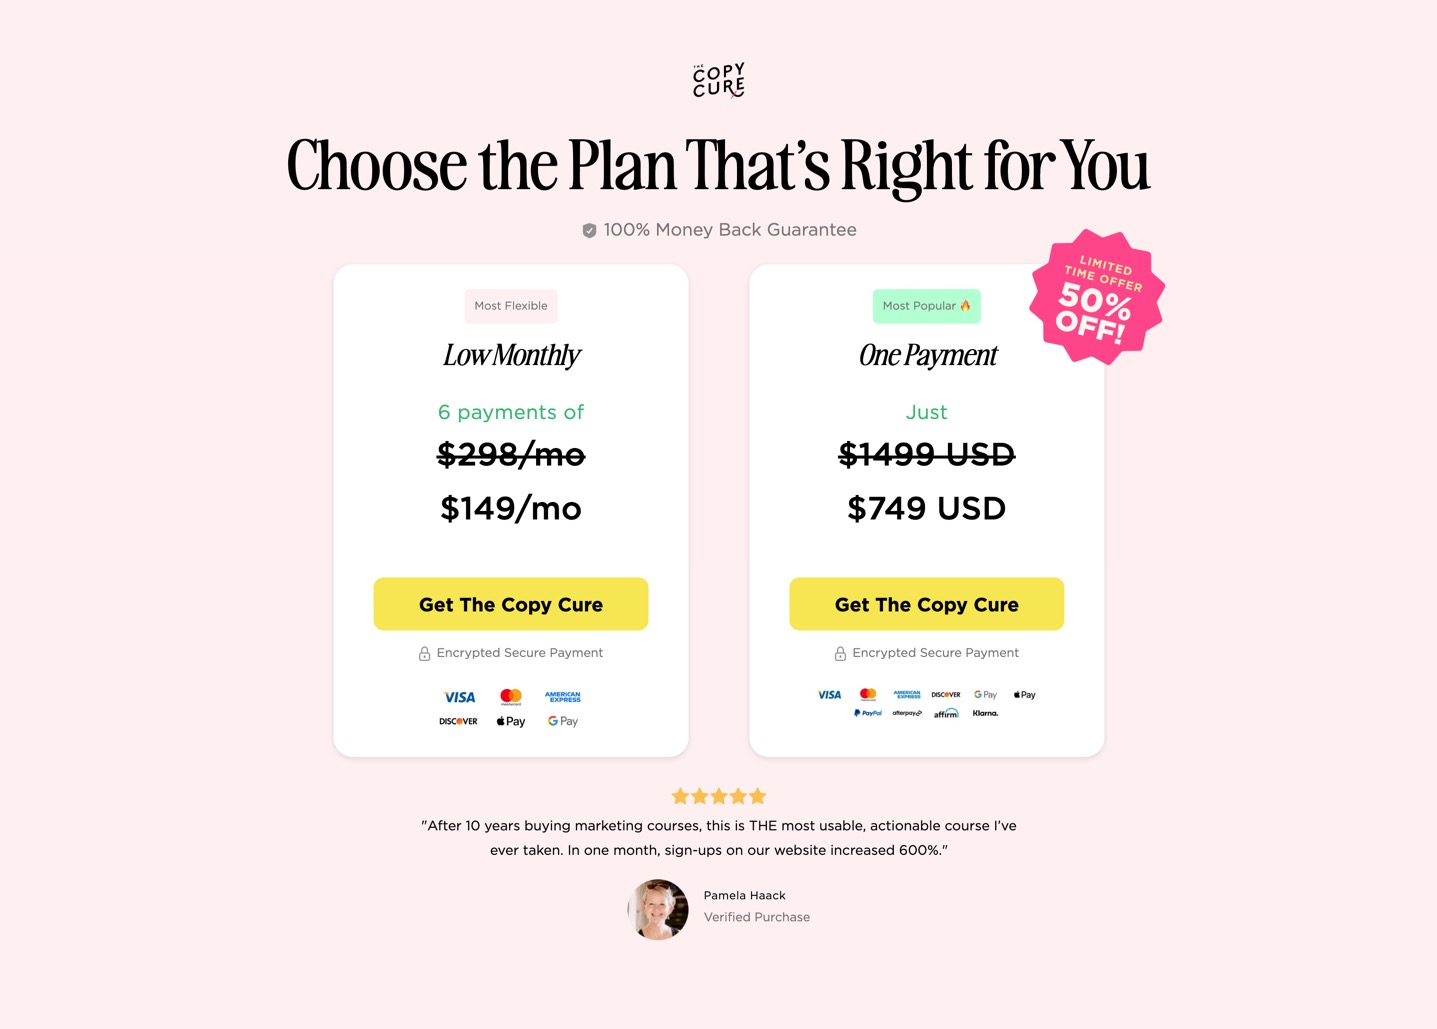 THE
COPY
CURE
Choose the Plan That's Right for You
100% Money Back Guarantee
LIMITED
TIME OFFER
50%
OFF!
Most Flexible
Low Monthly
6 payments of
$298/mo
$149/mo
Get The Copy Cure
Encrypted Secure Payment
VISA mastercard AMERICAN EXPRESS
DISCOVER Pay G Pay
Most Popular 🔥
One Payment
Just
$1499 USD
$749 USD
Get The Copy Cure
Encrypted Secure Payment
VISA mastercard AMERICAN EXPRESS DISCOVER G Pay Pay
PayPal afterpay affirm Klarna.
"After 10 years buying marketing courses, this is THE most usable, actionable course I've
ever taken. In one month, sign-ups on our website increased 600%."
Pamela Haack
Verified Purchase